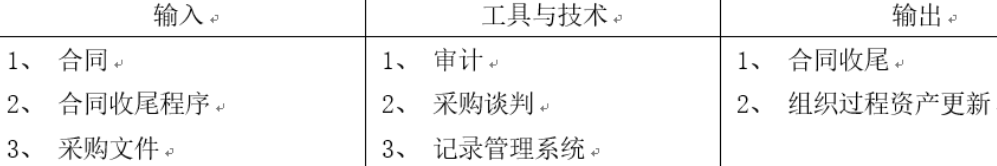 输入 工具与技术 输出
1、 合同 1、 审计 1、 合同收尾
2、 合同收尾程序 2、 采购谈判 2、 组织过程资产更新
3、 采购文件 3、 记录管理系统